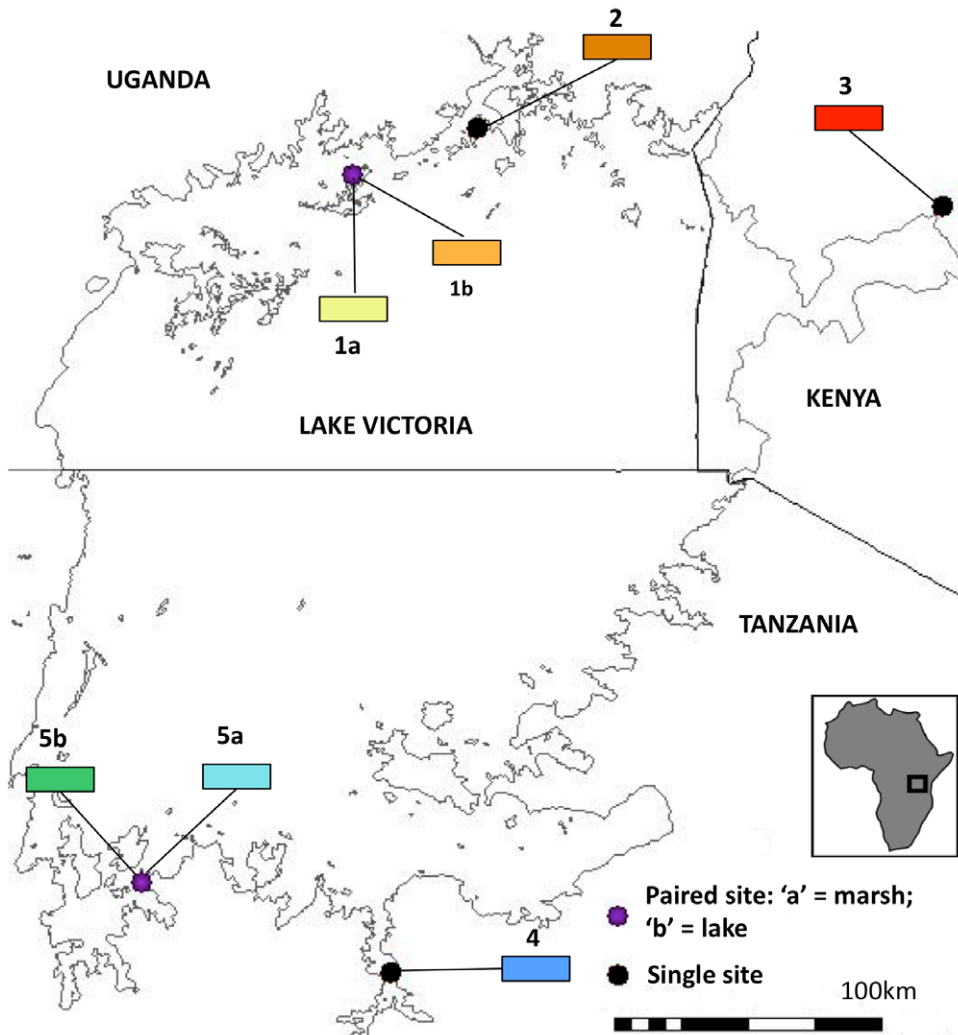 2
UGANDA
3
1b
1a
KENYA
LAKE VICTORIA
TANZANIA
5b
5a
Paired site: ‘a’ = marsh;
‘b’ = lake
4
Single site
100km